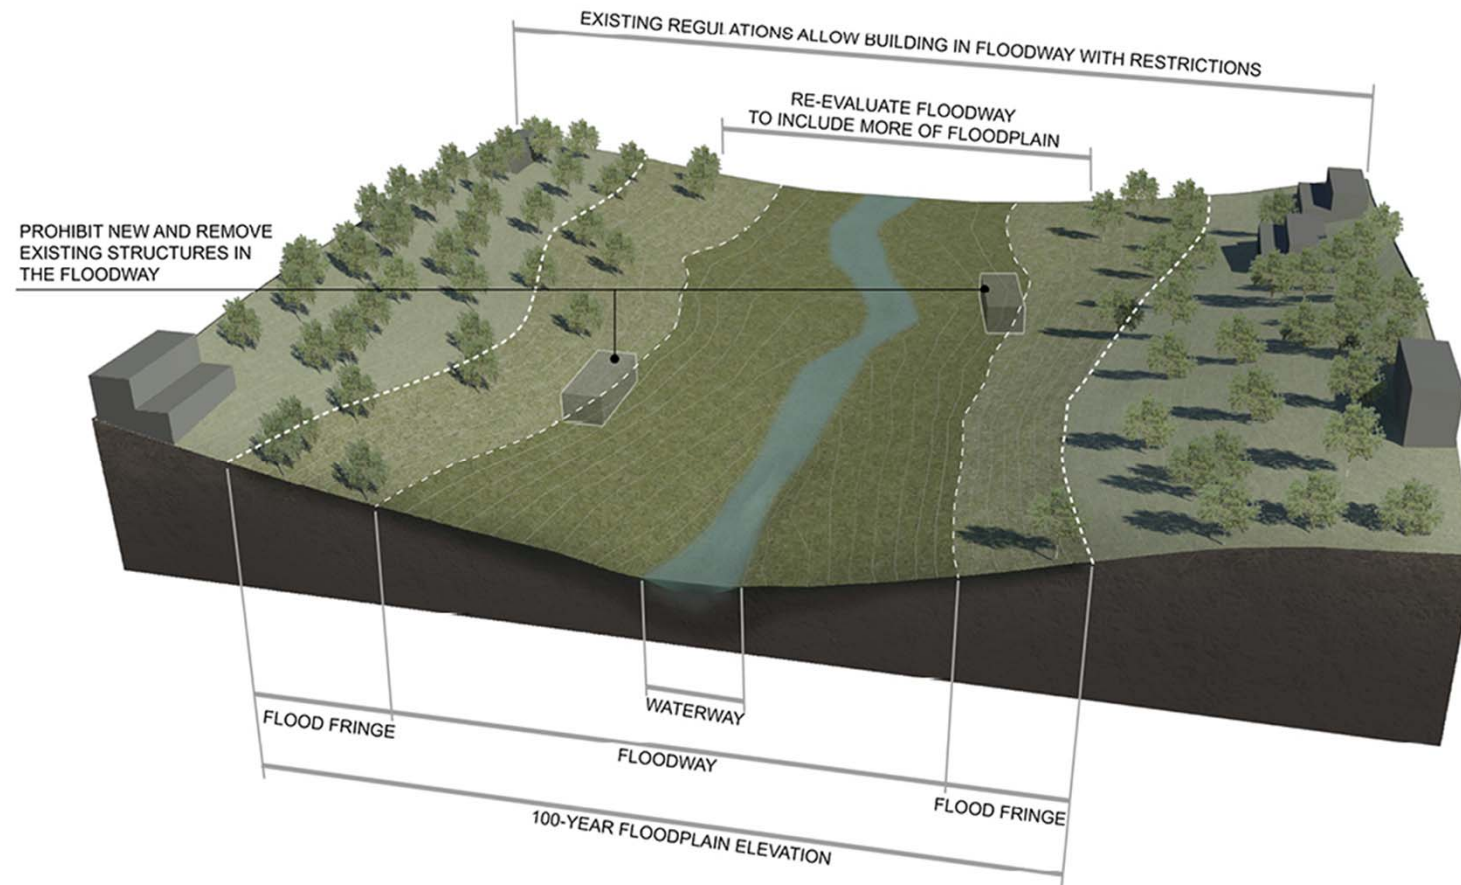 EXISTING REGULATIONS ALLOW BUILDING IN FLOODWAY WITH RESTRICTIONS
RE-EVALUATE FLOODWAY
TO INCLUDE MORE OF FLOODPLAIN
PROHIBIT NEW AND REMOVE
EXISTING STRUCTURES IN
THE FLOODWAY
WATERWAY
FLOOD FRINGE
FLOODWAY
FLOOD FRINGE
100-YEAR FLOODPLAIN ELEVATION